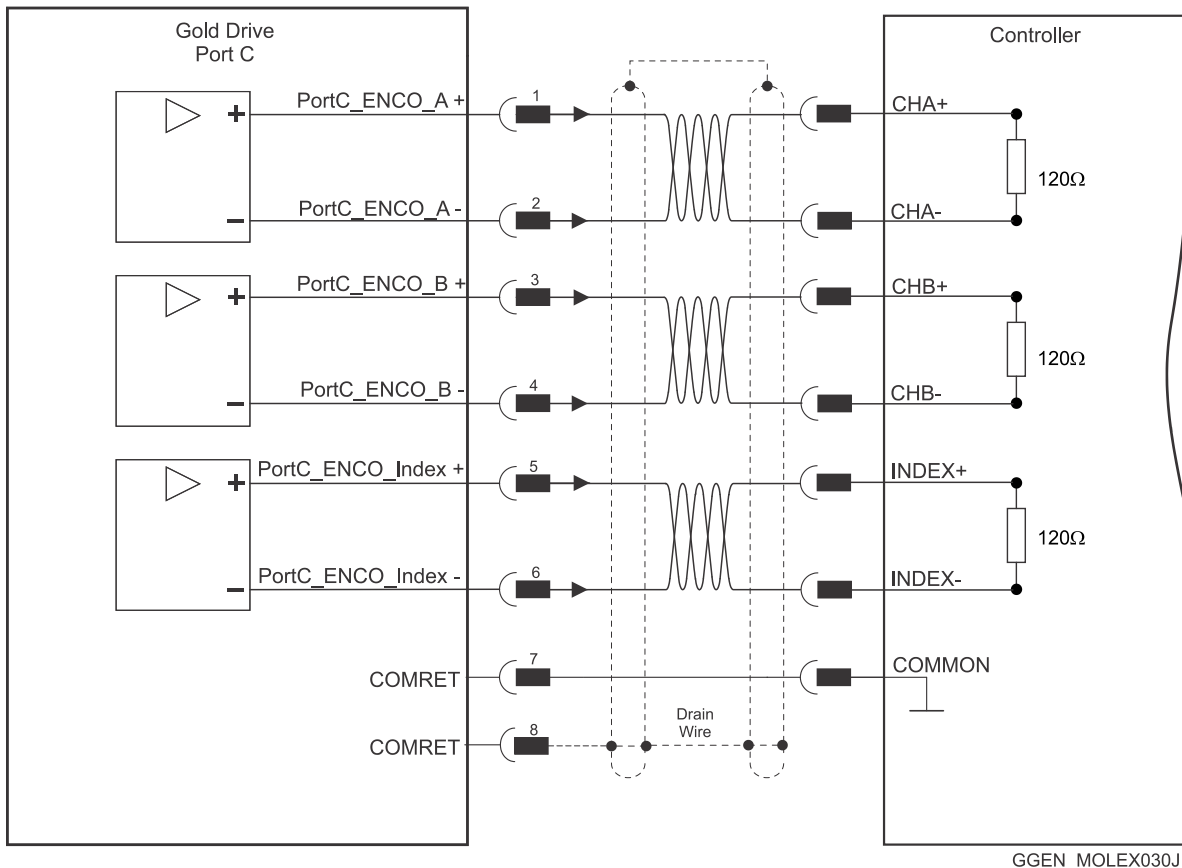 Gold Drive
Port C
Controller
PortC_ENCO_A +
1
CHA+
120Ω
PortC_ENCO_A -
2
CHA-
PortC_ENCO_B +
3
CHB+
120Ω
PortC_ENCO_B -
4
CHB-
PortC_ENCO_Index +
5
INDEX+
120Ω
PortC_ENCO_Index -
6
INDEX-
COMRET
7
COMMON
COMRET
8
Drain
Wire
GGEN_MOLEX030J